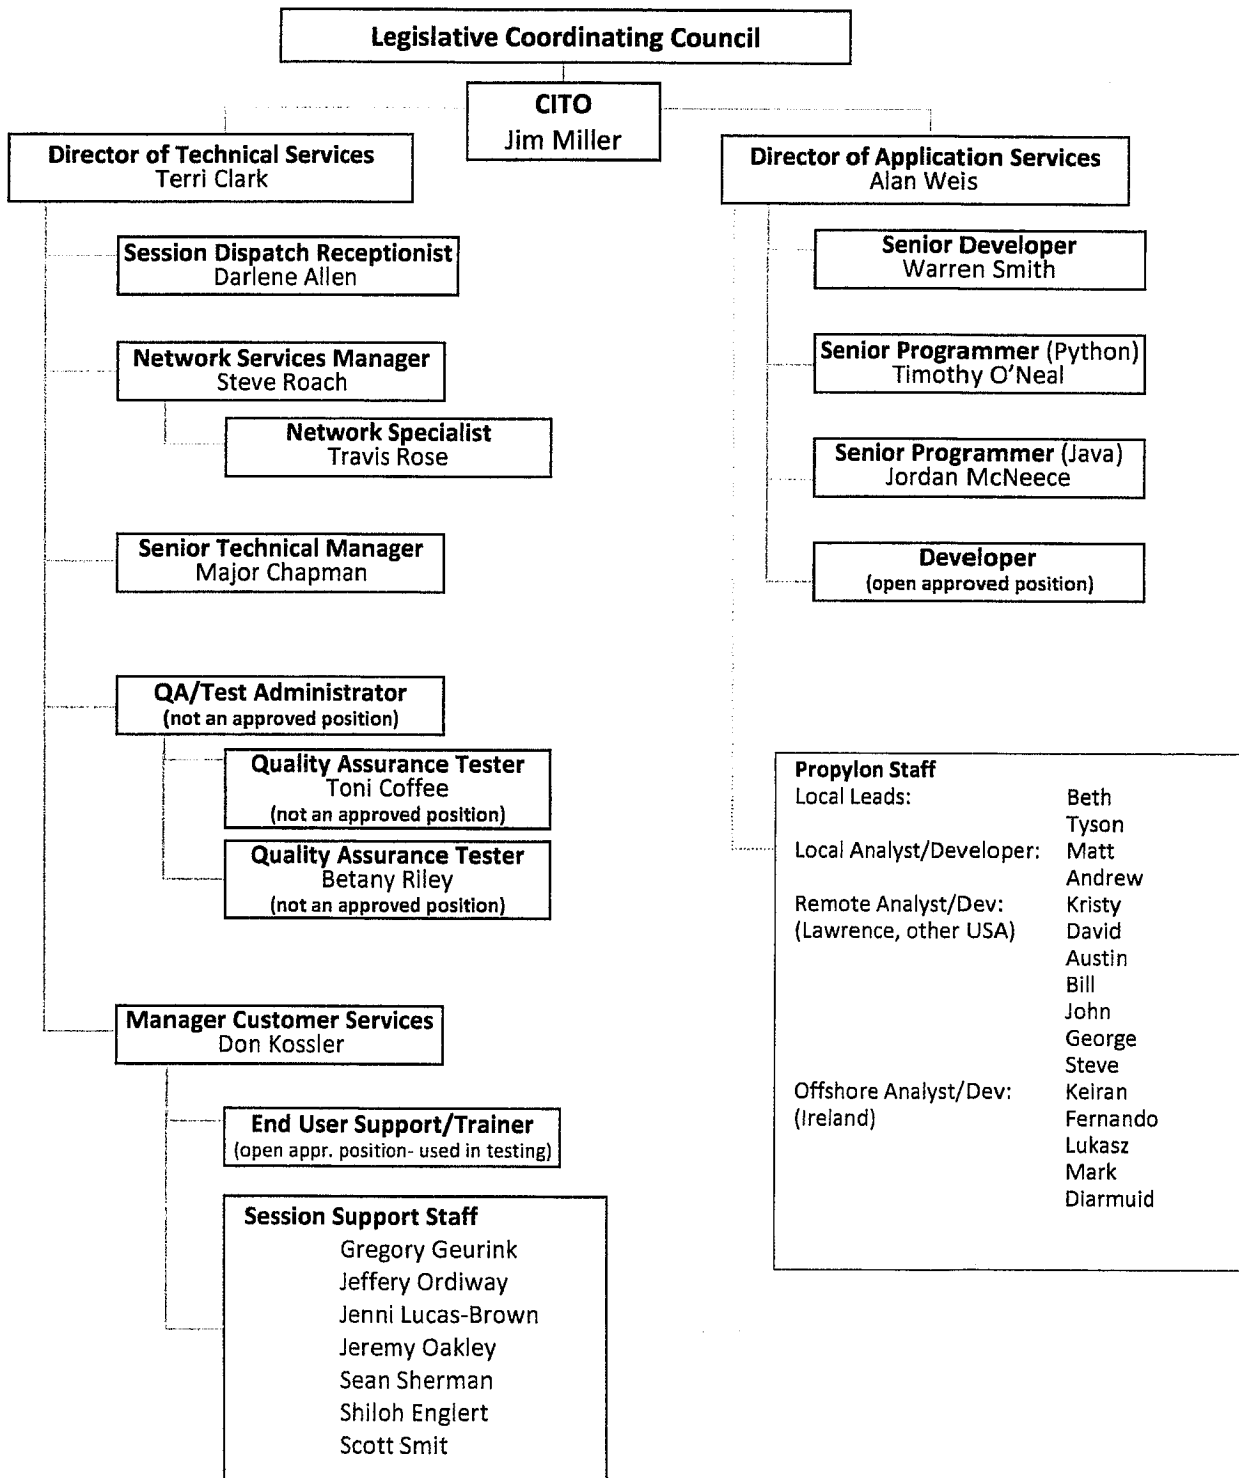 Legislative Coordinating Council
CITO
Jim Miller
Director of Technical Services
Terri Clark
Session Dispatch Receptionist
Darlene Allen
Network Services Manager
Steve Roach
Network Specialist
Travis Rose
Senior Technical Manager
Major Chapman
QA/Test Administrator
(not an approved position)
Quality Assurance Tester
Toni Coffee
(not an approved position)
Quality Assurance Tester
Betany Riley
(not an approved position)
Manager Customer Services
Don Kossler
End User Support/Trainer
(open appr. position- used in testing)
Session Support Staff
Gregory Geurink
Jeffery Ordiway
Jenni Lucas-Brown
Jeremy Oakley
Sean Sherman
Shiloh Englert
Scott Smit
Director of Application Services
Alan Weis
Senior Developer
Warren Smith
Senior Programmer (Python)
Timothy O'Neal
Senior Programmer (Java)
Jordan McNeece
Developer
(open approved position)
Propylon Staff
Local Leads: Beth
Tyson
Local Analyst/Developer: Matt
Andrew
Remote Analyst/Dev: Kristy
(Lawrence, other USA) David
Austin
Bill
John
George
Steve
Offshore Analyst/Dev: Keiran
(Ireland) Fernando
Lukasz
Mark
Diarmuid